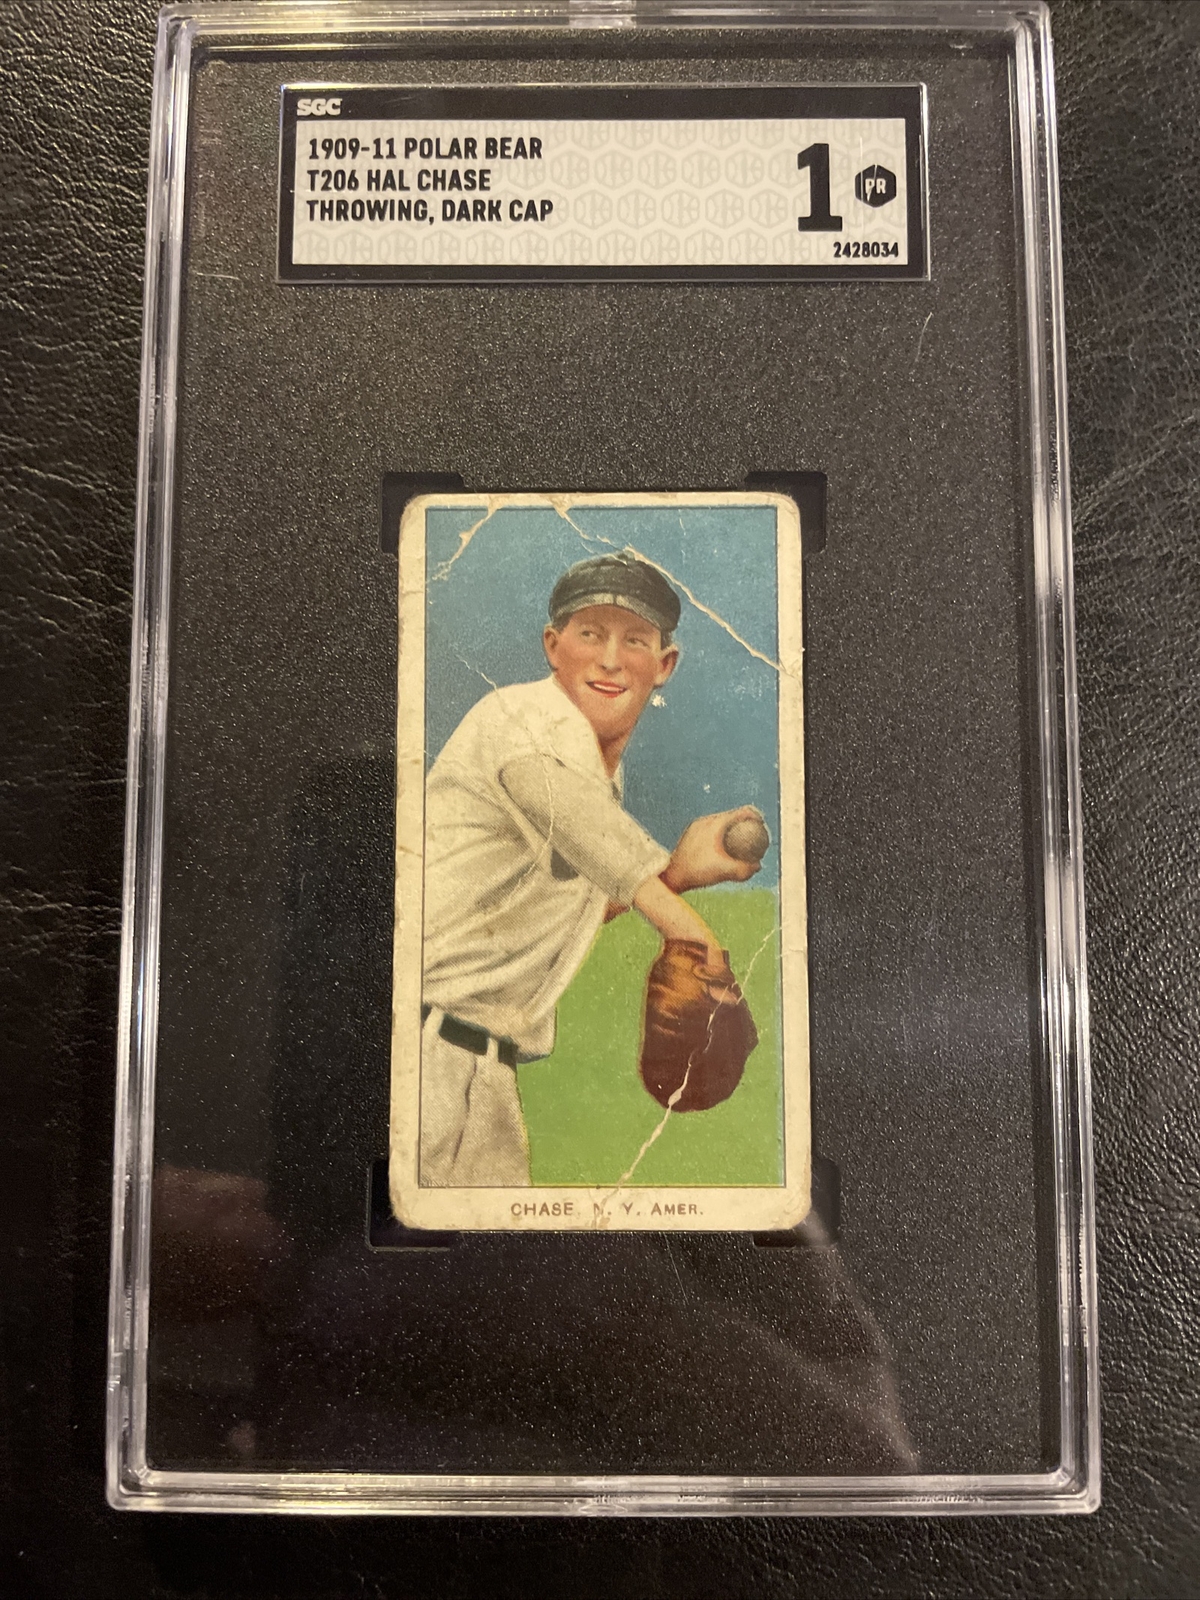 SGC
1909-11 POLAR BEAR
T206 HAL CHASE
THROWING, DARK CAP
1 PR
2428034
CHASE, N. Y. AMER.